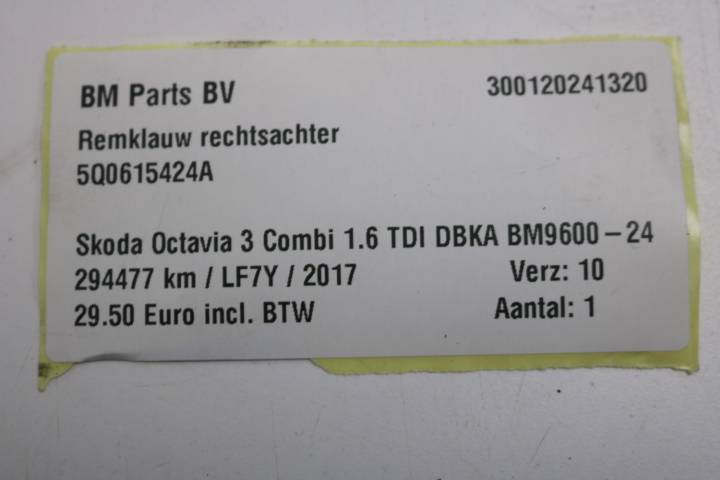 BM Parts BV 300120241320
Remklauw rechtsachter
5Q0615424A
Skoda Octavia 3 Combi 1.6 TDI DBKA BM9600-24
294477 km / LF7Y / 2017 Verz: 10
29.50 Euro incl. BTW Aantal: 1